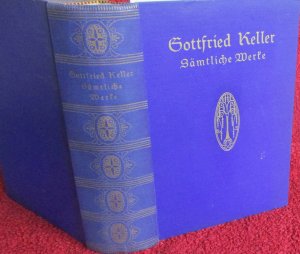 Gottfried Keller
Sämtliche
Werke
Gottfried Keller
Sämtliche Werke